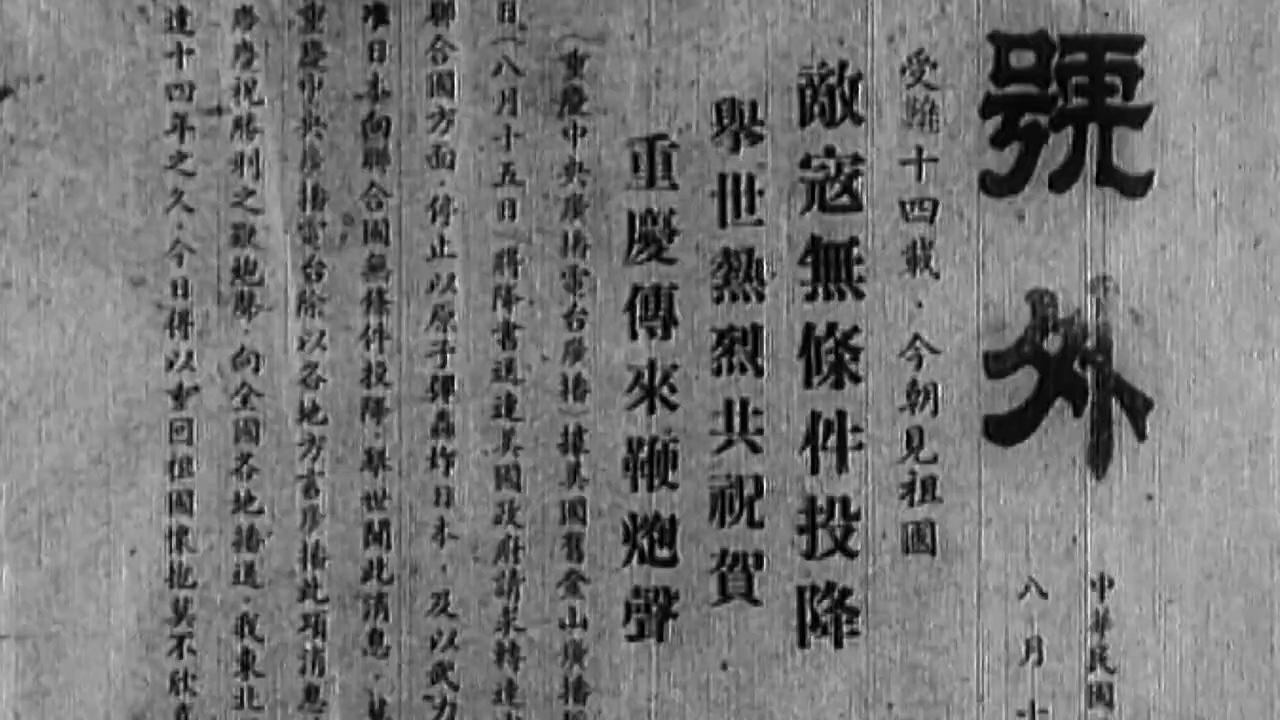 號外
中華民國
八月十
受難十四載．今朝見祖國
敵寇無條件投降
舉世熱烈共祝賀
重慶傳來鞭炮聲
（重慶中央廣播電台廣播）據美國舊金山廣播
日（八月十五日）將降書送達美國政府請求轉達
聯合國方面．停止以原子彈轟炸日本．及以武力
准日本向聯合國無條件投降．舉世聞此消息．
重慶中央廣播電台除以各地方言廣播此項消息
慶祝勝利之歡炮聲．向全國各地播送．我東北
達十四年之久．今日得以重回祖國懷抱莫不欣